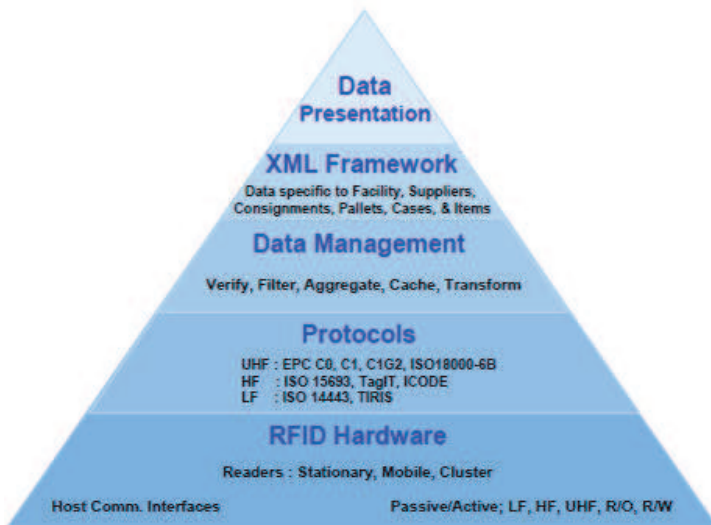 Data
Presentation
XML Framework
Data specific to Facility, Suppliers,
Consignments, Pallets, Cases, & Items
Data Management
Verify, Filter, Aggregate, Cache, Transform
Protocols
UHF : EPC C0, C1, C1G2, ISO18000-6B
HF : ISO 15693, TagIT, ICODE
LF : ISO 14443, TIRIS
RFID Hardware
Readers : Stationary, Mobile, Cluster
Host Comm. Interfaces Passive/Active; LF, HF, UHF, R/O, R/W